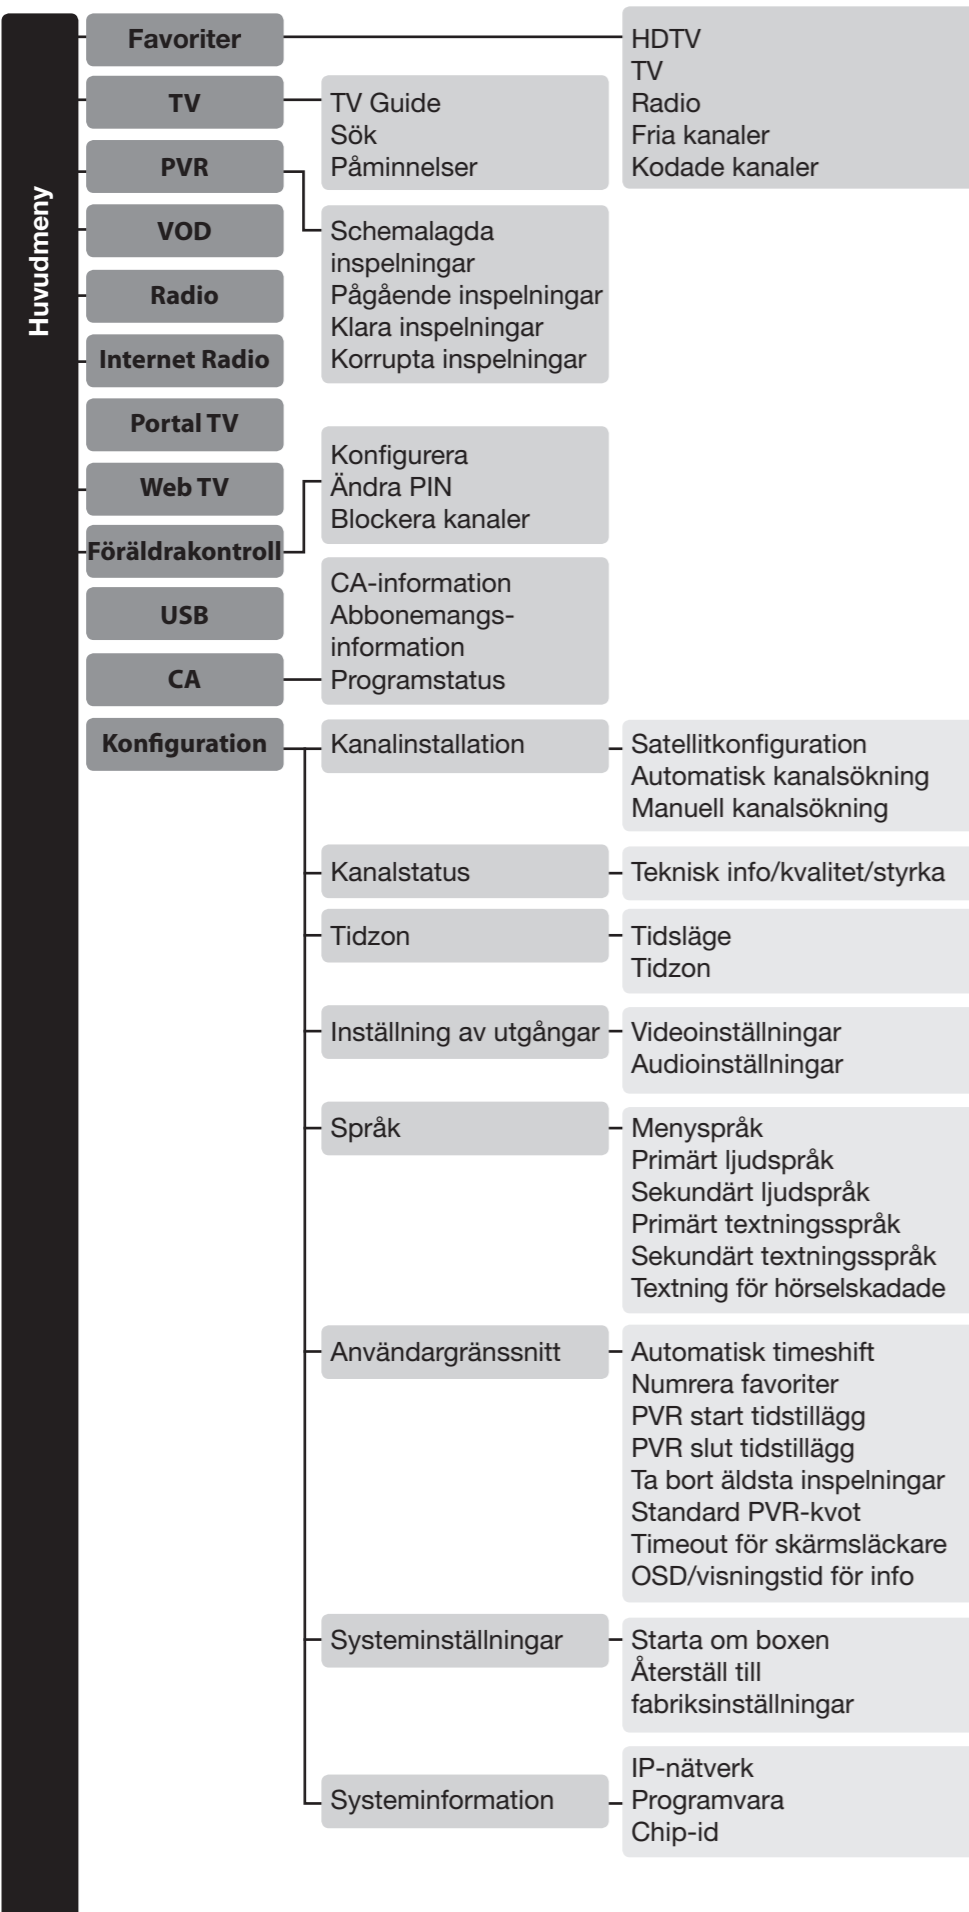 Huvudmeny
Favoriter
HDTV
TV
Radio
Fria kanaler
Kodade kanaler
TV
TV Guide
Sök
Påminnelser
PVR
Schemalagda
inspelningar
Pågående inspelningar
Klara inspelningar
Korrupta inspelningar
VOD
Radio
Internet Radio
Portal TV
Web TV
Föräldrakontroll
Konfigurera
Ändra PIN
Blockera kanaler
USB
CA
CA-information
Abbonemangs-
information
Programstatus
Konfiguration
Kanalinstallation
Satellitkonfiguration
Automatisk kanalsökning
Manuell kanalsökning
Kanalstatus
Teknisk info/kvalitet/styrka
Tidzon
Tidsläge
Tidzon
Inställning av utgångar
Videoinställningar
Audioinställningar
Språk
Menyspråk
Primärt ljudspråk
Sekundärt ljudspråk
Primärt textningsspråk
Sekundärt textningsspråk
Textning för hörselskadade
Användargränssnitt
Automatisk timeshift
Numrera favoriter
PVR start tidstillägg
PVR slut tidstillägg
Ta bort äldsta inspelningar
Standard PVR-kvot
Timeout för skärmsläckare
OSD/visningstid för info
Systeminställningar
Starta om boxen
Återställ till
fabriksinställningar
Systeminformation
IP-nätverk
Programvara
Chip-id